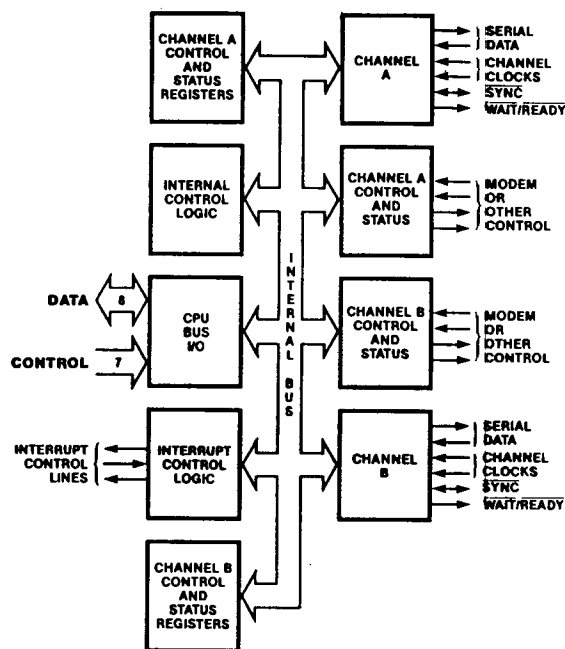 CHANNEL A
CONTROL
AND
STATUS
REGISTERS
CHANNEL
A
SERIAL
DATA
CHANNEL
CLOCKS
SYNC
WAIT/READY
INTERNAL
CONTROL
LOGIC
CHANNEL A
CONTROL
AND
STATUS
MODEM
OR
OTHER
CONTROL
INTERNAL BUS
DATA
8
CONTROL
7
CPU
BUS
I/O
CHANNEL B
CONTROL
AND
STATUS
MODEM
OR
OTHER
CONTROL
INTERRUPT
CONTROL
LINES
INTERRUPT
CONTROL
LOGIC
CHANNEL
B
SERIAL
DATA
CHANNEL
CLOCKS
SYNC
WAIT/READY
CHANNEL B
CONTROL
AND
STATUS
REGISTERS